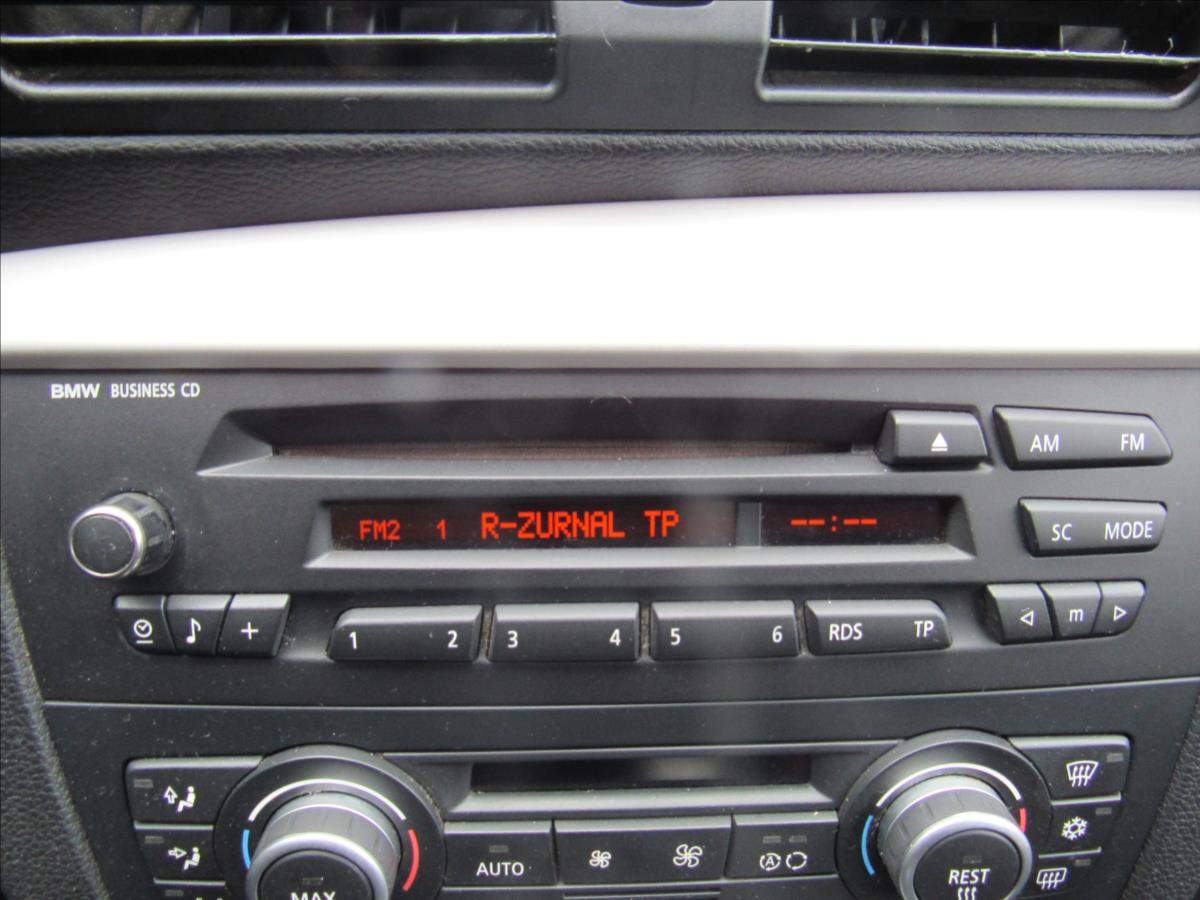 BMW BUSINESS CD
AM FM
FM2 1 R-ZURNAL TP --:--
SC MODE
1 2 3 4 5 6 RDS TP m
AUTO
A
MAX
REST